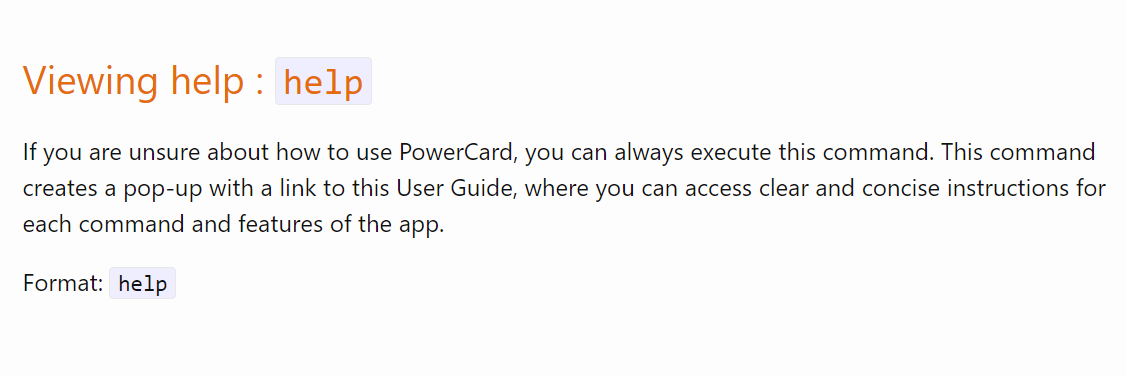 Viewing help : help
If you are unsure about how to use PowerCard, you can always execute this command. This command
creates a pop-up with a link to this User Guide, where you can access clear and concise instructions for
each command and features of the app.
Format: help